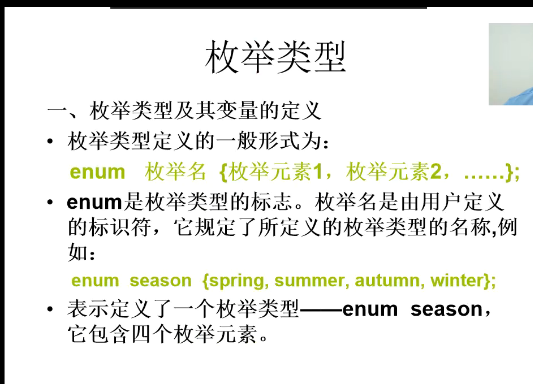 枚举类型
一、枚举类型及其变量的定义
• 枚举类型定义的一般形式为：
enum 枚举名 {枚举元素1，枚举元素2，……};
• enum是枚举类型的标志。枚举名是由用户定义
的标识符，它规定了所定义的枚举类型的名称,例
如：
enum season {spring, summer, autumn, winter};
• 表示定义了一个枚举类型——enum season，
它包含四个枚举元素。